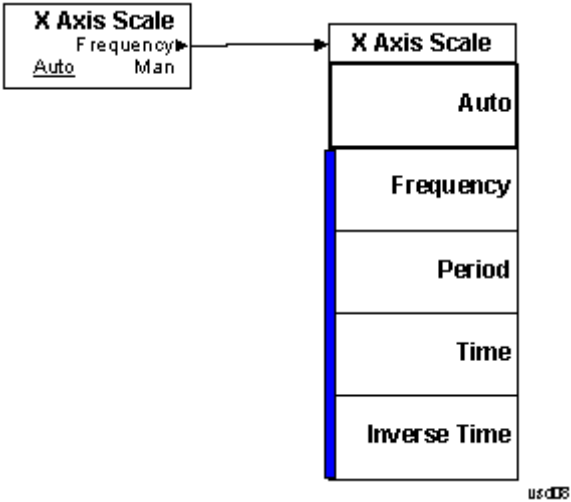 X Axis Scale
Frequency
Auto Man
X Axis Scale
Auto
Frequency
Period
Time
Inverse Time
usd08